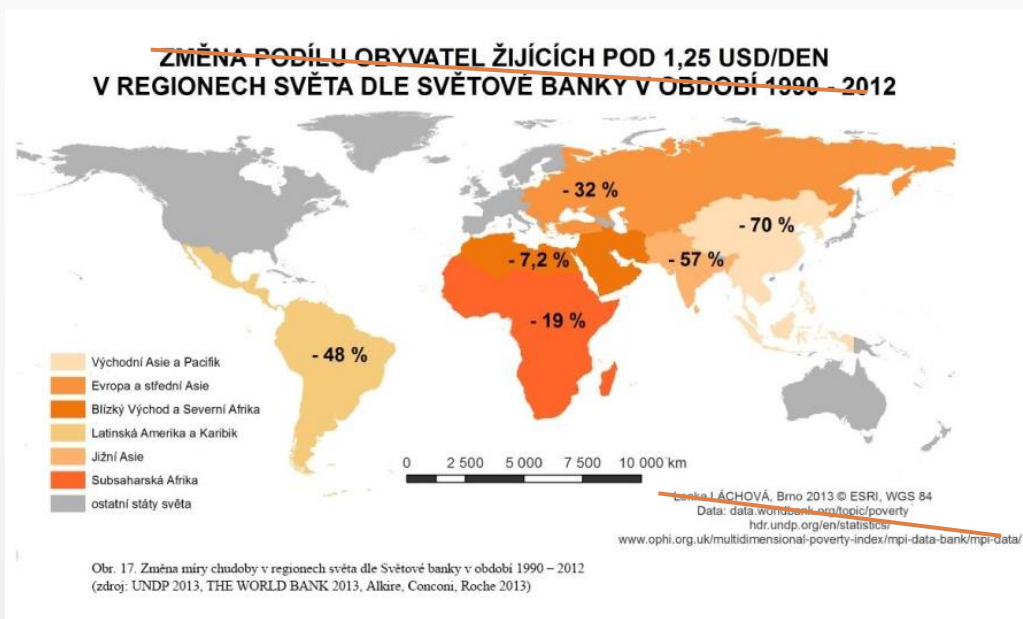 ZMĚNA PODÍLU OBYVATEL ŽIJÍCÍCH POD 1,25 USD/DEN
V REGIONECH SVĚTA DLE SVĚTOVÉ BANKY V OBDOBÍ 1990 - 2012
- 32 %
- 70 %
- 7,2 %
- 57 %
- 19 %
- 48 %
Východní Asie a Pacifik
Evropa a střední Asie
Blízký Východ a Severní Afrika
Latinská Amerika a Karibik
Jižní Asie
Subsaharská Afrika
ostatní státy světa
0 2 500 5 000 7 500 10 000 km
Lenka LÁCHOVÁ, Brno 2013 © ESRI, WGS 84
Data: data.worldbank.org/topic/poverty
hdr.undp.org/en/statistics/
www.ophi.org.uk/multidimensional-poverty-index/mpi-data-bank/mpi-data/
Obr. 17. Změna míry chudoby v regionech světa dle Světové banky v období 1990 – 2012
(zdroj: UNDP 2013, THE WORLD BANK 2013, Alkire, Conconi, Roche 2013)